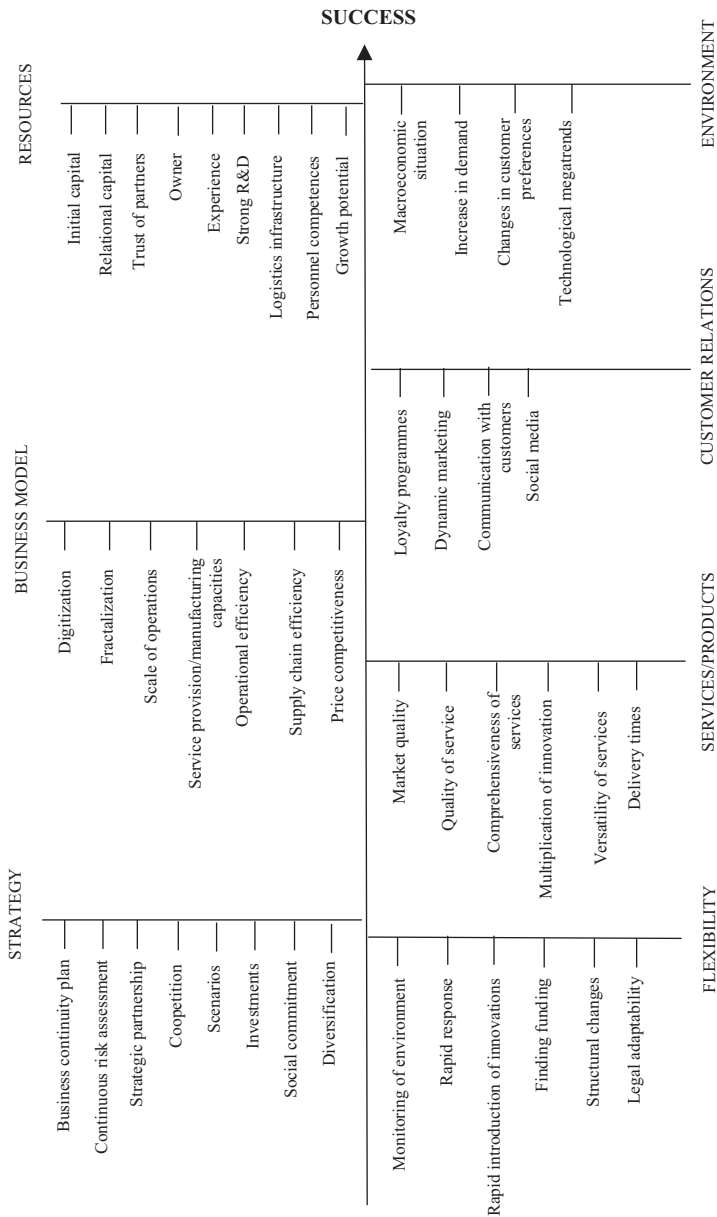 SUCCESS
STRATEGY
Business continuity plan
Continuous risk assessment
Strategic partnership
Coopetition
Scenarios
Investments
Social commitment
Diversification
BUSINESS MODEL
Digitization
Fractalization
Scale of operations
Service provision/manufacturing
capacities
Operational efficiency
Supply chain efficiency
Price competitiveness
RESOURCES
Initial capital
Relational capital
Trust of partners
Owner
Experience
Strong R&D
Logistics infrastructure
Personnel competences
Growth potential
FLEXIBILITY
Monitoring of environment
Rapid response
Rapid introduction of innovations
Finding funding
Structural changes
Legal adaptability
SERVICES/PRODUCTS
Market quality
Quality of service
Comprehensiveness of
services
Multiplication of innovation
Versatility of services
Delivery times
CUSTOMER RELATIONS
Loyalty programmes
Dynamic marketing
Communication with
customers
Social media
ENVIRONMENT
Macroeconomic
situation
Increase in demand
Changes in customer
preferences
Technological megatrends